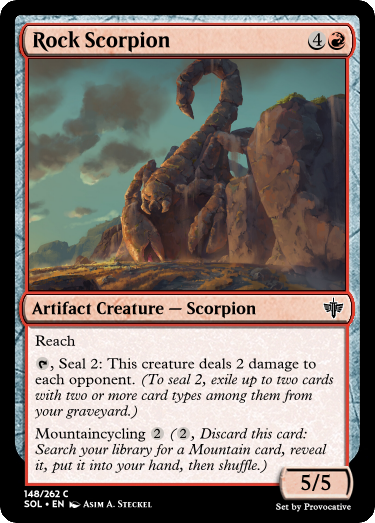 Rock Scorpion 4
Artifact Creature — Scorpion
Reach
, Seal 2: This creature deals 2 damage to
each opponent. (To seal 2, exile up to two cards
with two or more card types among them from
your graveyard.)
Mountaincycling 2 (2, Discard this card:
Search your library for a Mountain card, reveal
it, put it into your hand, then shuffle.)
5/5
148/262 C
SOL • EN Asim A. Steckel
Set by Provocative